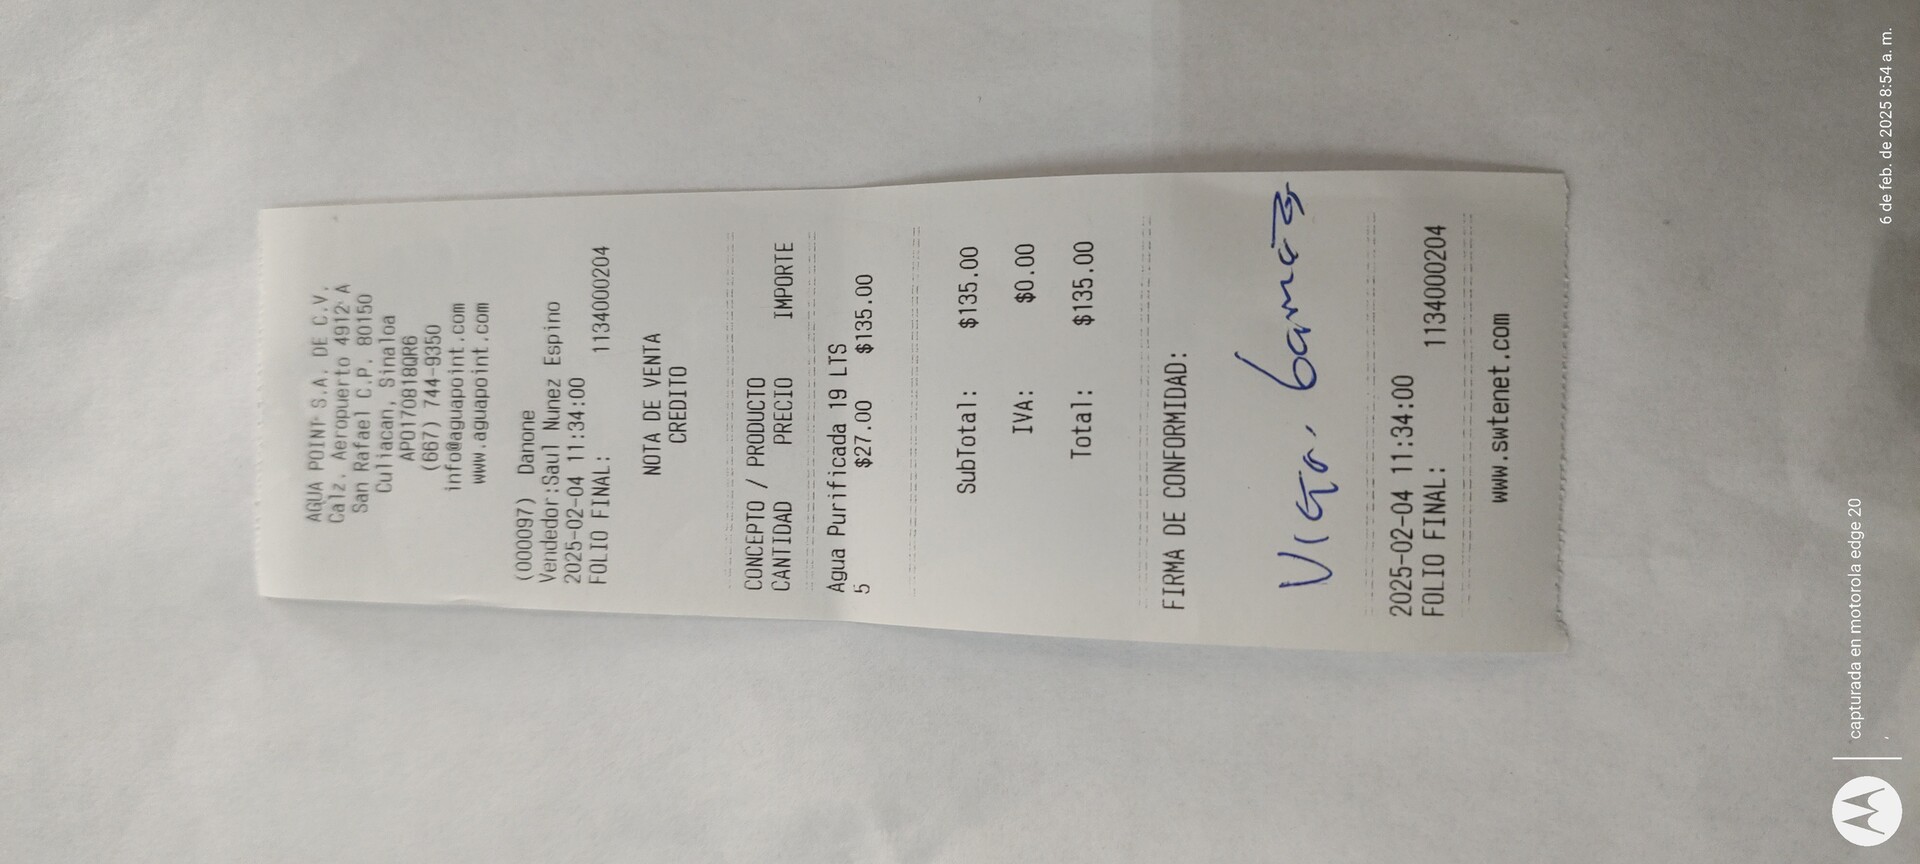 AGUA POINT S.A. DE C.V.
Calz. Aeropuerto 4912 A
San Rafael C.P. 80150
Culiacan, Sinaloa
APO170818QR6
(667) 744-9350
info@aguapoint.com
www.aguapoint.com
(000097) Danone
Vendedor:Saul Nunez Espino
2025-02-04 11:34:00
FOLIO FINAL: 1134000204
NOTA DE VENTA
CREDITO
CONCEPTO / PRODUCTO
CANTIDAD PRECIO IMPORTE
Agua Purificada 19 LTS
5 $27.00 $135.00
SubTotal: $135.00
IVA: $0.00
Total: $135.00
FIRMA DE CONFORMIDAD:
2025-02-04 11:34:00
FOLIO FINAL: 1134000204
www.swtenet.com
capturada en motorola edge 20
6 de feb. de 2025 8:54 a. m.